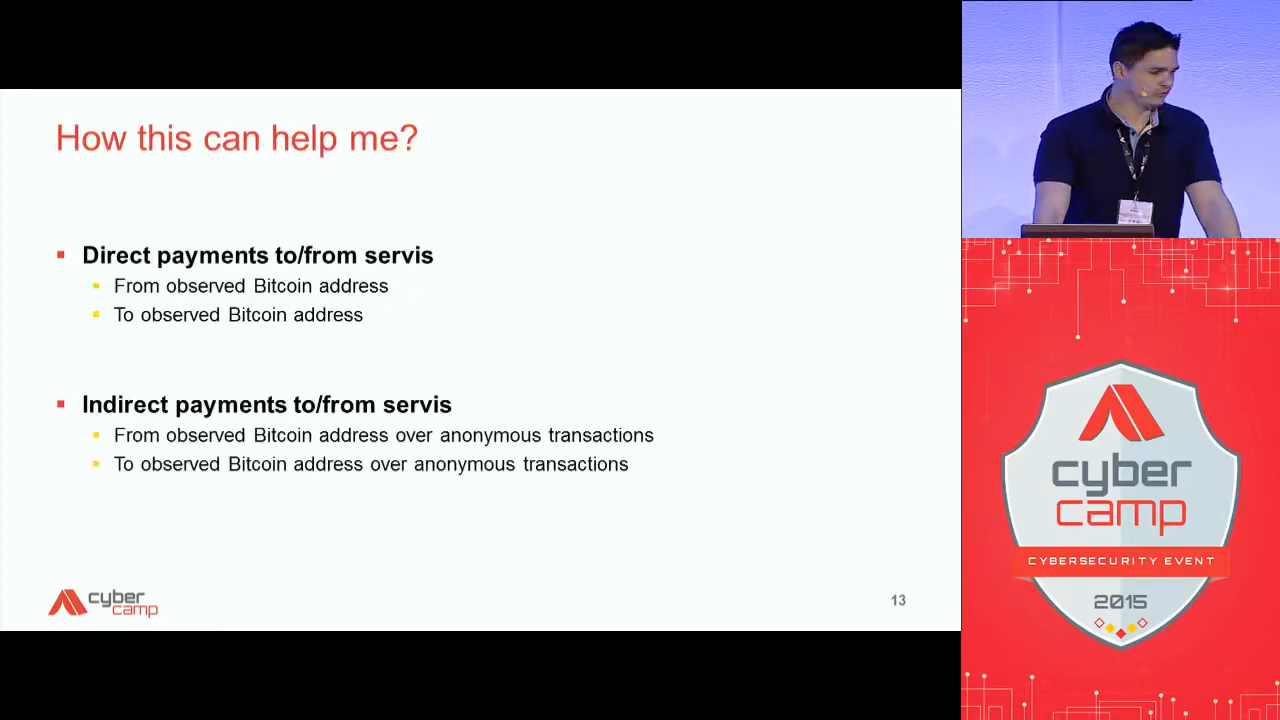 How this can help me?
Direct payments to/from servis
From observed Bitcoin address
To observed Bitcoin address
Indirect payments to/from servis
From observed Bitcoin address over anonymous transactions
To observed Bitcoin address over anonymous transactions
cyber
camp
13
cyber
camp
CYBERSECURITY EVENT
2015